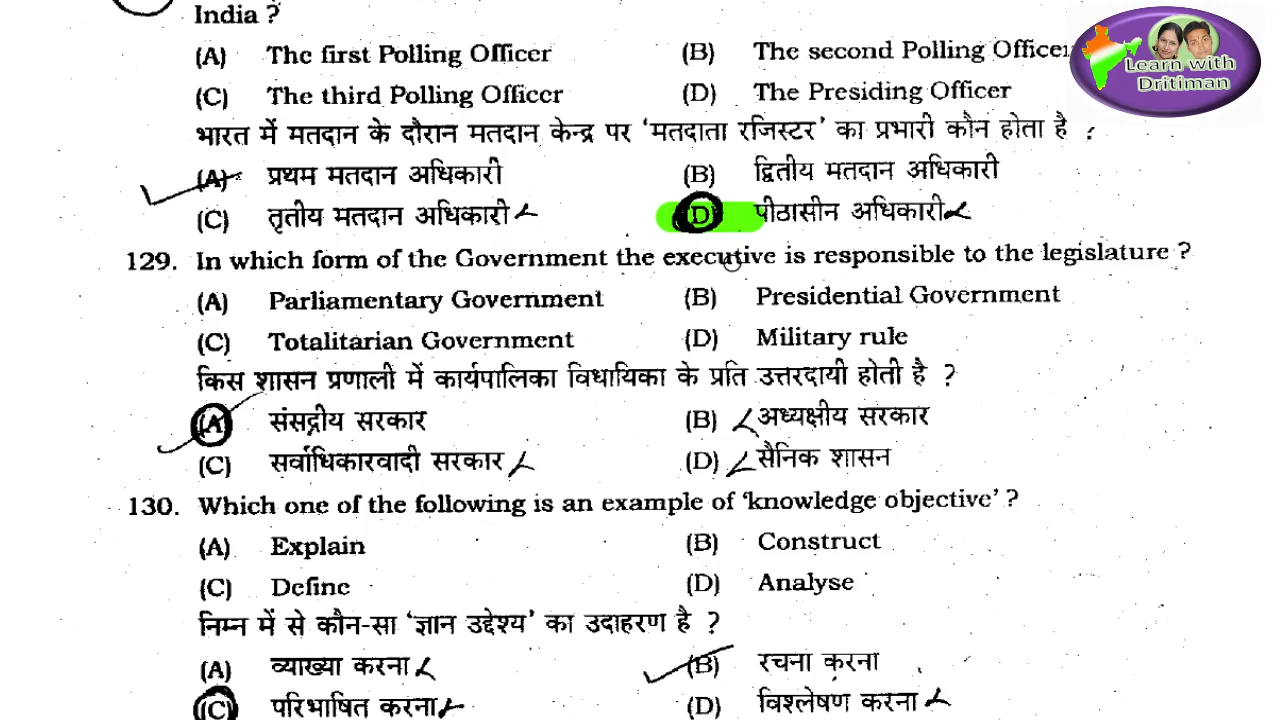 India ?
(A) The first Polling Officer (B) The second Polling Officer
(C) The third Polling Officer (D) The Presiding Officer
भारत में मतदान के दौरान मतदान केन्द्र पर ‘मतदाता रजिस्टर’ का प्रभारी कौन होता है ?
(A) प्रथम मतदान अधिकारी (B) द्वितीय मतदान अधिकारी
(C) तृतीय मतदान अधिकारी (D) पीठासीन अधिकारी
129. In which form of the Government the executive is responsible to the legislature ?
(A) Parliamentary Government (B) Presidential Government
(C) Totalitarian Government (D) Military rule
किस शासन प्रणाली में कार्यपालिका विधायिका के प्रति उत्तरदायी होती है ?
(A) संसद्रीय सरकार (B) अध्यक्षीय सरकार
(C) सर्वाधिकारवादी सरकार (D) सैनिक शासन
130. Which one of the following is an example of ‘knowledge objective’ ?
(A) Explain (B) Construct
(C) Define (D) Analyse
निम्न में से कौन-सा ‘ज्ञान उद्देश्य’ का उदाहरण है ?
(A) व्याख्या करना (B) रचना करना
(C) परिभाषित करना (D) विश्लेषण करना
Learn with
Dritiman